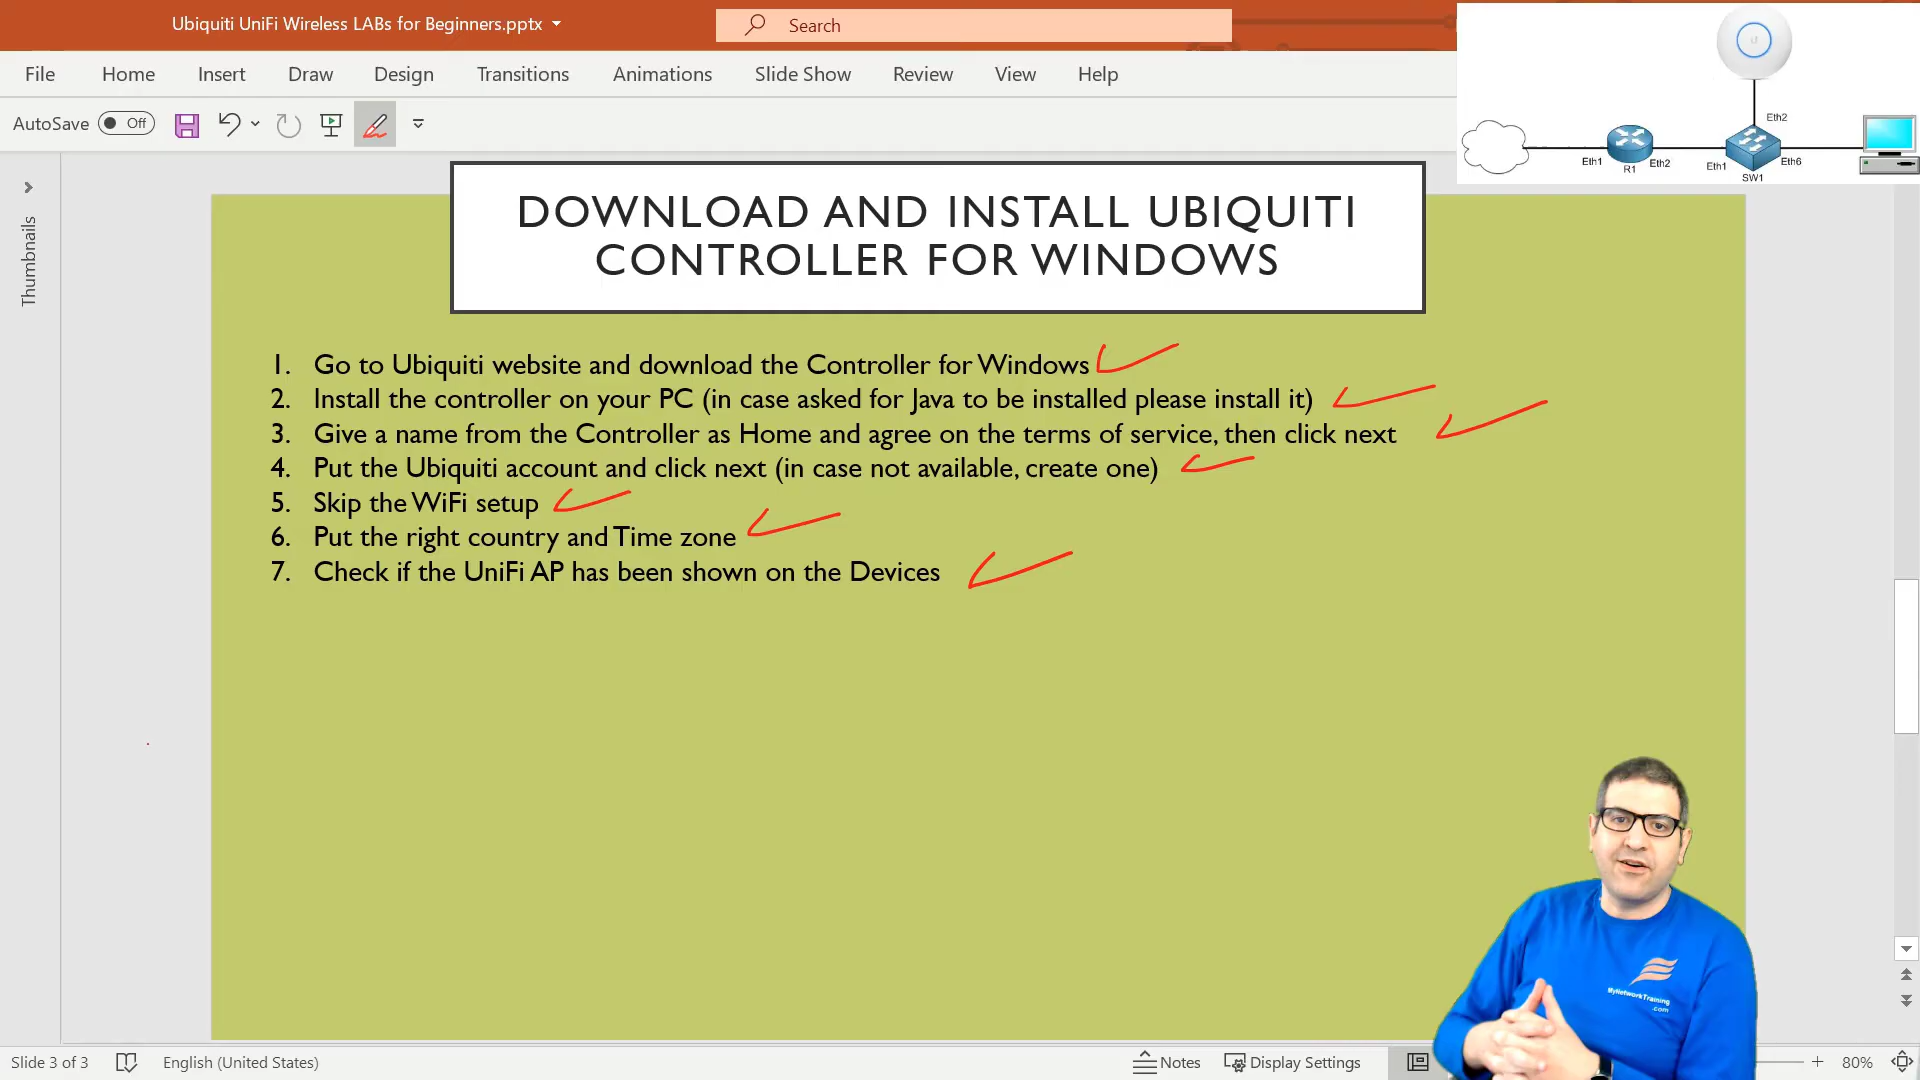 Ubiquiti UniFi Wireless LABs for Beginners.pptx
Search
File Home Insert Draw Design Transitions Animations Slide Show Review View Help
AutoSave Off
Eth2
Eth1 R1 Eth2 Eth1 SW1 Eth6
Thumbnails
DOWNLOAD AND INSTALL UBIQUITI
CONTROLLER FOR WINDOWS
1. Go to Ubiquiti website and download the Controller for Windows
2. Install the controller on your PC (in case asked for Java to be installed please install it)
3. Give a name from the Controller as Home and agree on the terms of service, then click next
4. Put the Ubiquiti account and click next (in case not available, create one)
5. Skip the WiFi setup
6. Put the right country and Time zone
7. Check if the UniFi AP has been shown on the Devices
MyNetworkTraining
.com
Slide 3 of 3 English (United States) Notes Display Settings 80%